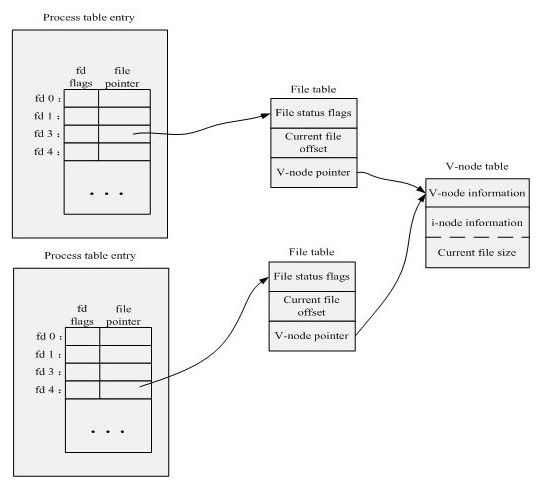 Process table entry
fd flags
file pointer
fd 0 :
fd 1 :
fd 3 :
fd 4 :
. . .
File table
File status flags
Current file offset
V-node pointer
V-node table
V-node information
i-node information
Current file size
Process table entry
fd flags
file pointer
fd 0 :
fd 1 :
fd 3 :
fd 4 :
. . .
File table
File status flags
Current file offset
V-node pointer